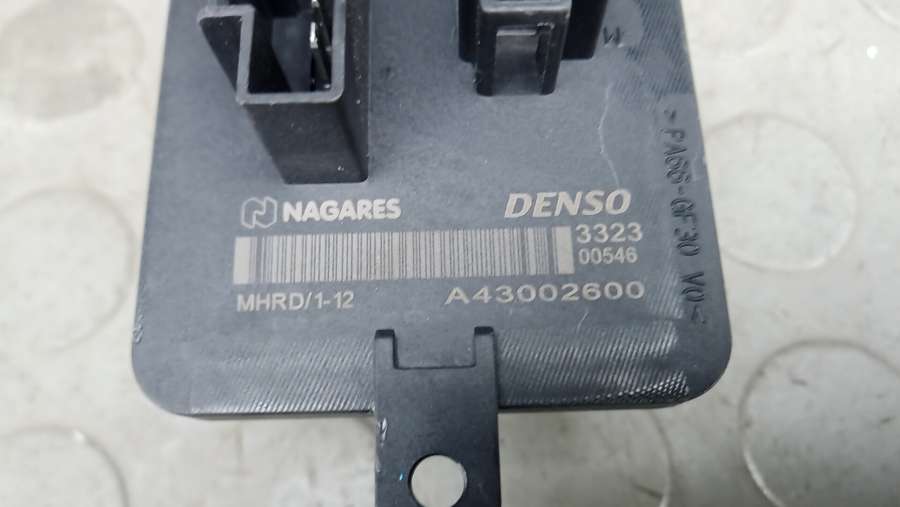 M
NAGARES
DENSO
3323
00546
MHRD/1-12
A43002600
>PA66-GF30 V0<